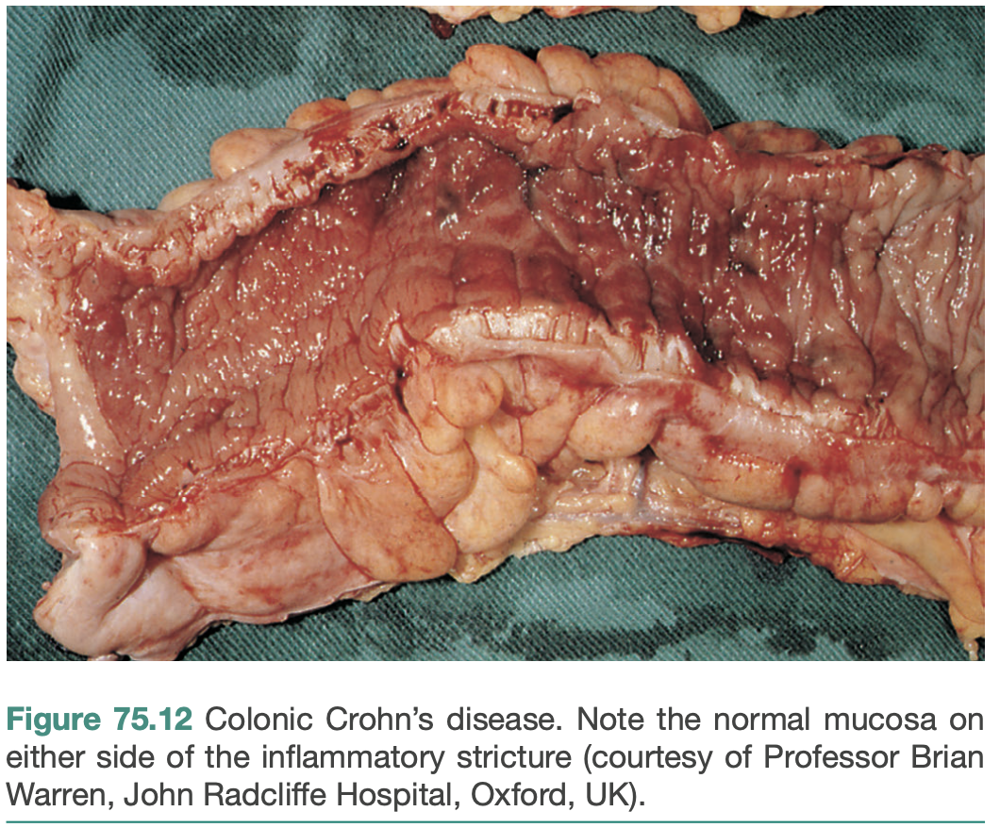 Figure 75.12 Colonic Crohn’s disease. Note the normal mucosa on
either side of the inflammatory stricture (courtesy of Professor Brian
Warren, John Radcliffe Hospital, Oxford, UK).